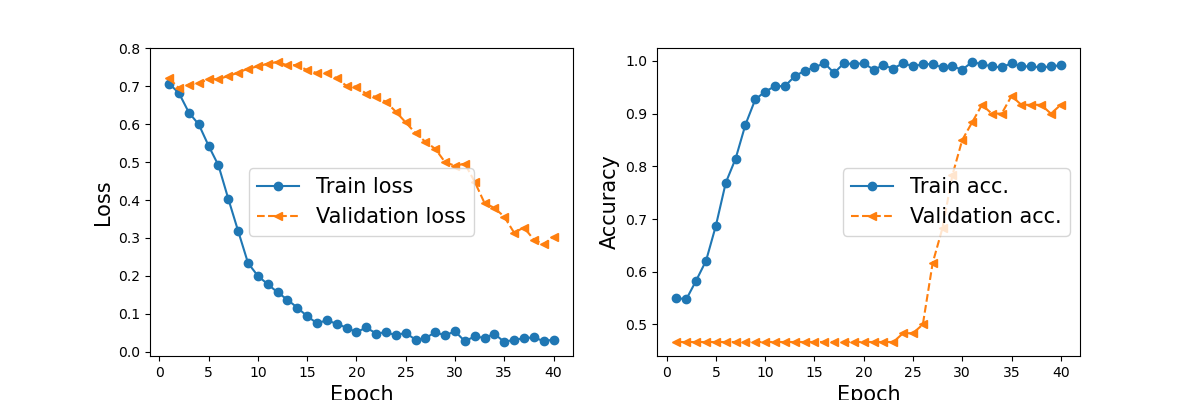 0.8
0.7
0.6
0.5
0.4
0.3
0.2
0.1
0.0
Loss
Train loss
Validation loss
0 5 10 15 20 25 30 35 40
Epoch
1.0
0.9
0.8
0.7
0.6
0.5
Accuracy
Train acc.
Validation acc.
0 5 10 15 20 25 30 35 40
Epoch